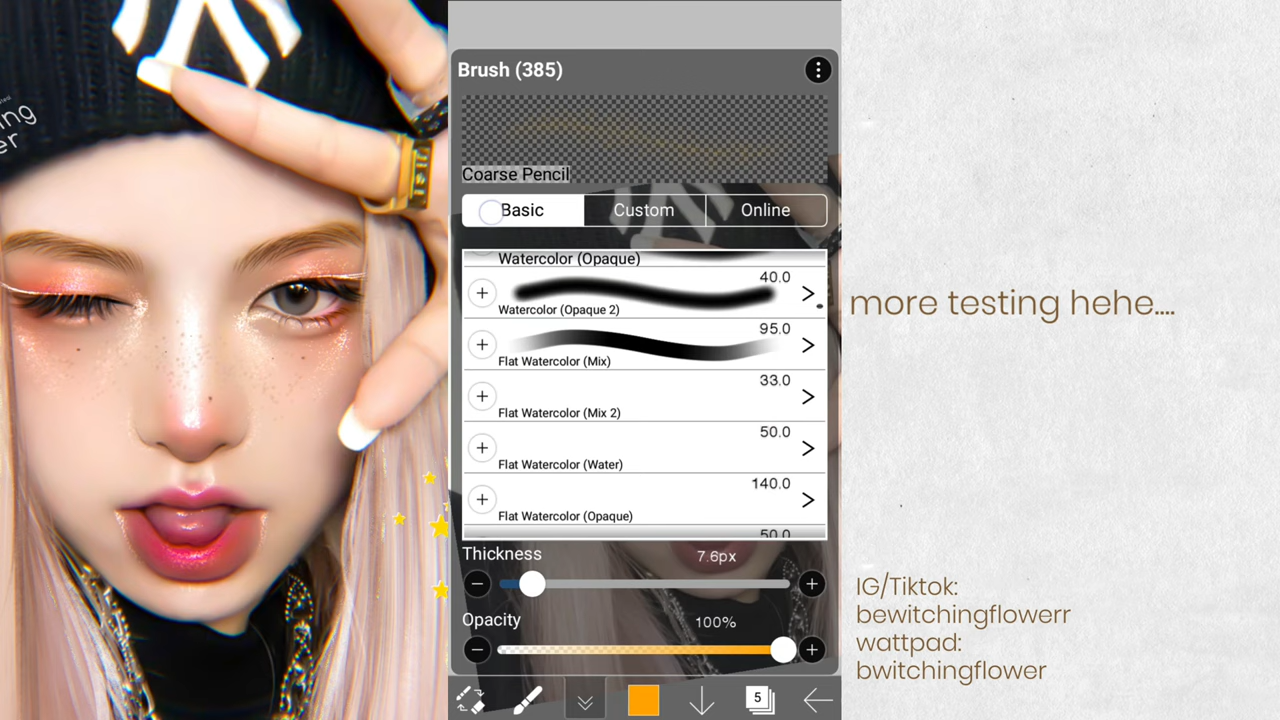 ing
er
Brush (385)
Coarse Pencil
Basic
Custom
Online
Watercolor (Opaque)
40.0
Watercolor (Opaque 2)
95.0
Flat Watercolor (Mix)
33.0
Flat Watercolor (Mix 2)
50.0
Flat Watercolor (Water)
140.0
Flat Watercolor (Opaque)
50.0
Thickness
7.6px
Opacity
100%
5
more testing hehe....
IG/Tiktok:
bewitchingflowerr
wattpad:
bwitchingflower